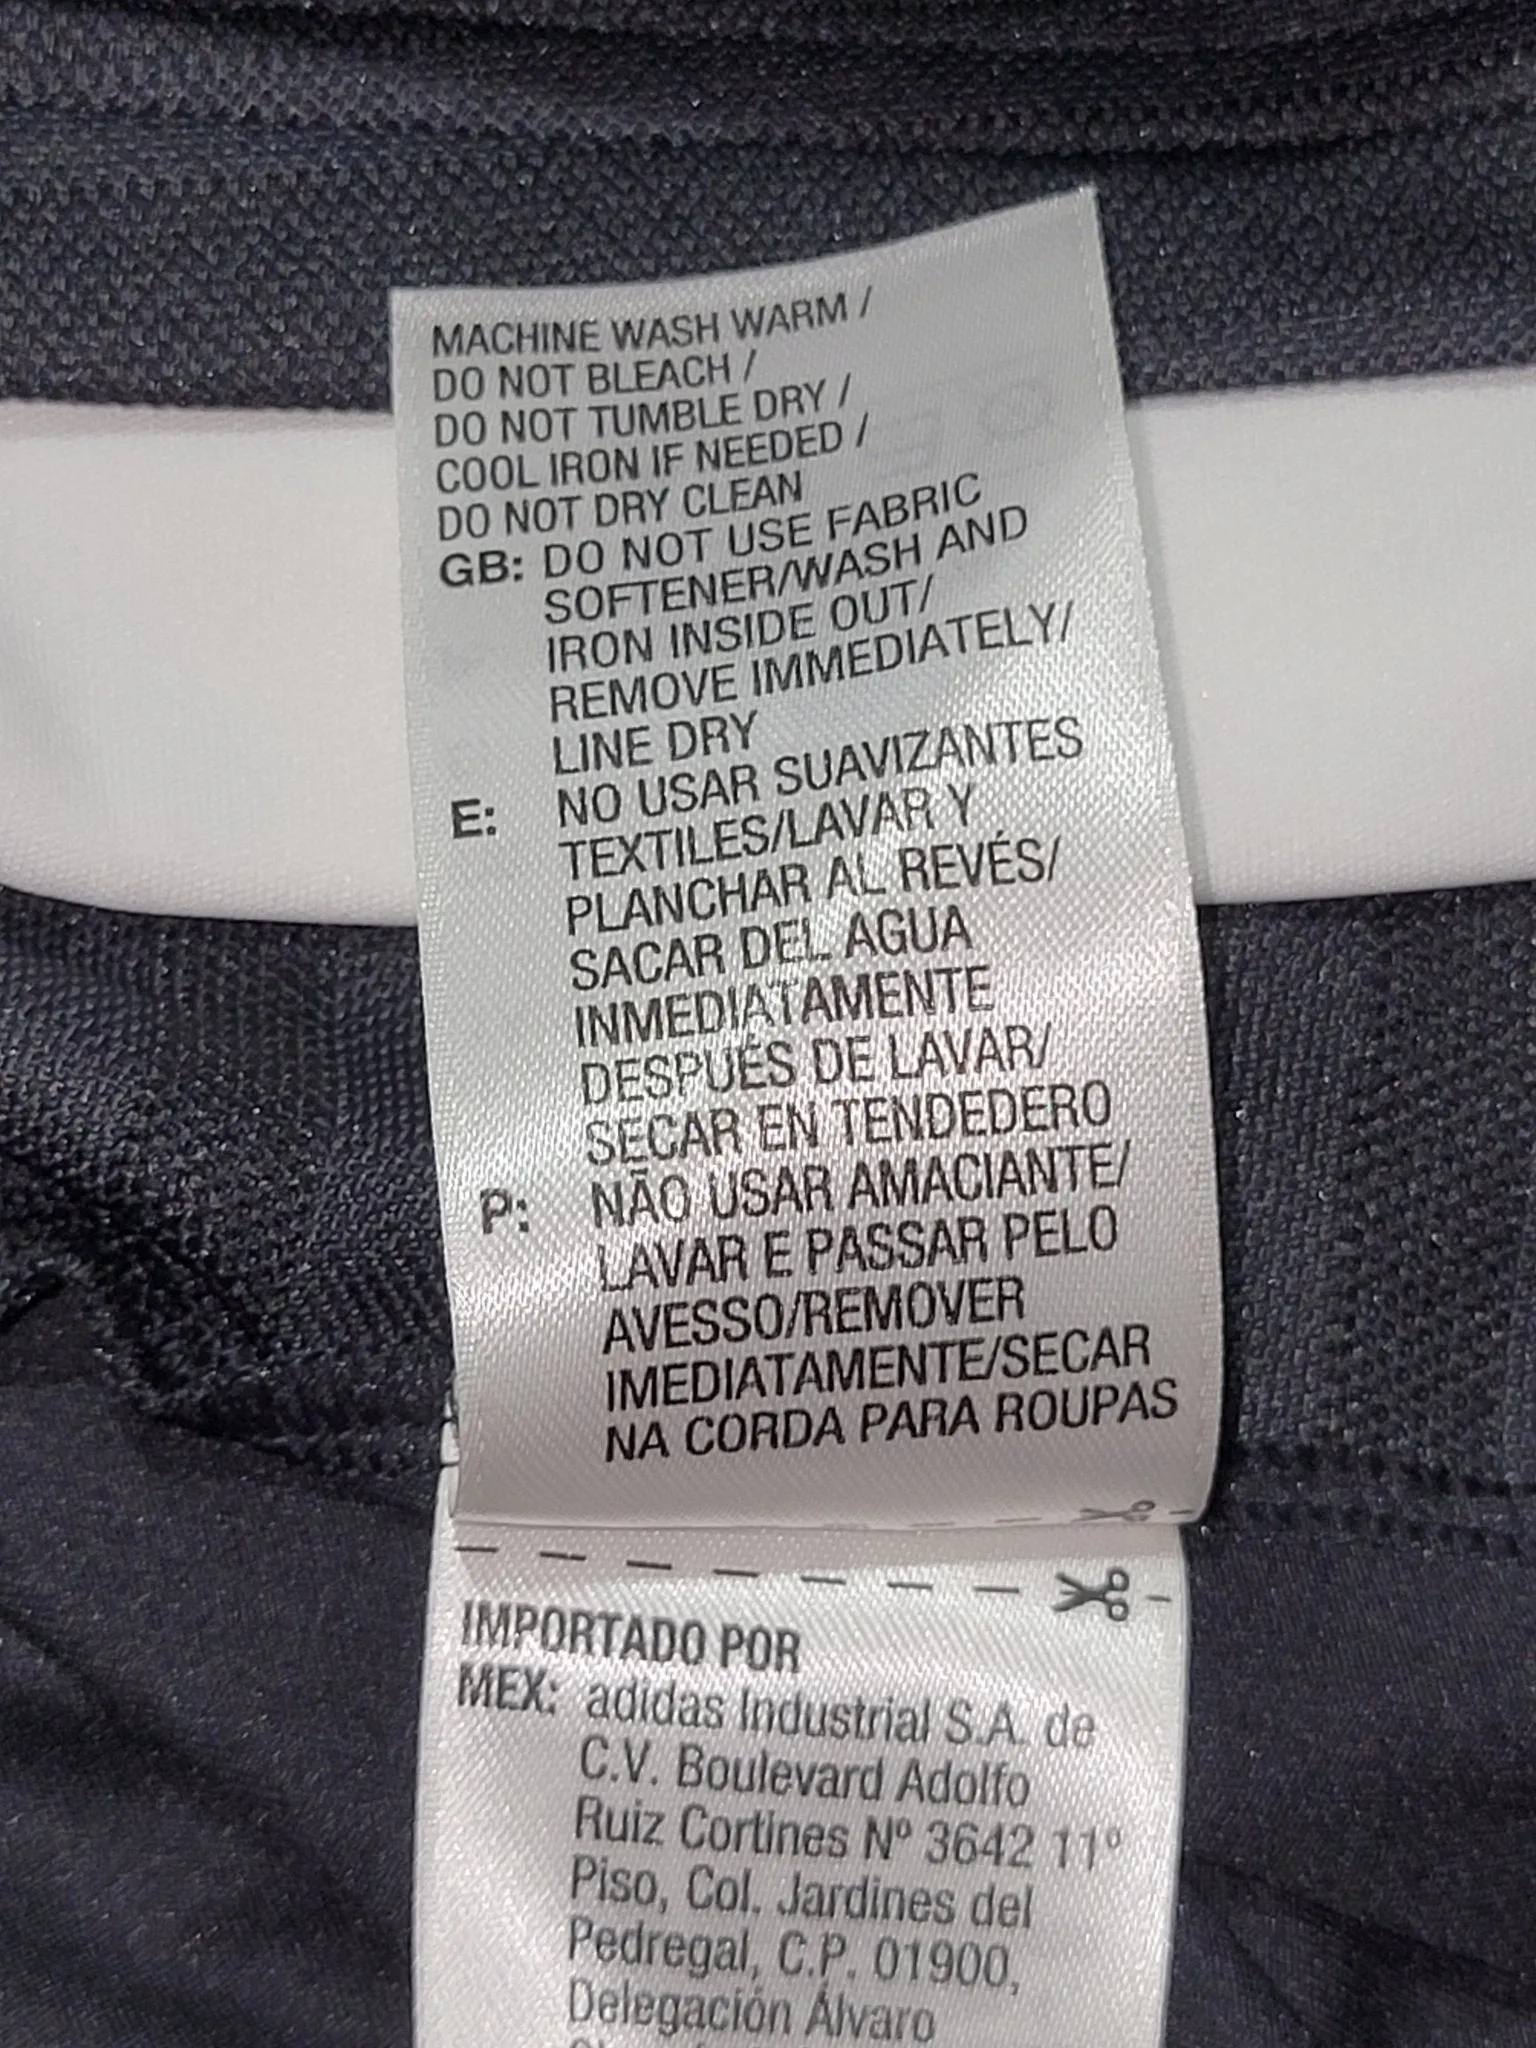 MACHINE WASH WARM /
DO NOT BLEACH /
DO NOT TUMBLE DRY /
COOL IRON IF NEEDED /
DO NOT DRY CLEAN
GB: DO NOT USE FABRIC
SOFTENER/WASH AND
IRON INSIDE OUT/
REMOVE IMMEDIATELY/
LINE DRY
E: NO USAR SUAVIZANTES
TEXTILES/LAVAR Y
PLANCHAR AL REVÉS/
SACAR DEL AGUA
INMEDIATAMENTE
DESPUÉS DE LAVAR/
SECAR EN TENDEDERO
P: NÃO USAR AMACIANTE/
LAVAR E PASSAR PELO
AVESSO/REMOVER
IMEDIATAMENTE/SECAR
NA CORDA PARA ROUPAS
IMPORTADO POR
MEX: adidas Industrial S.A. de
C.V. Boulevard Adolfo
Ruiz Cortines Nº 3642 11º
Piso, Col. Jardines del
Pedregal, C.P. 01900,
Delegación Álvaro